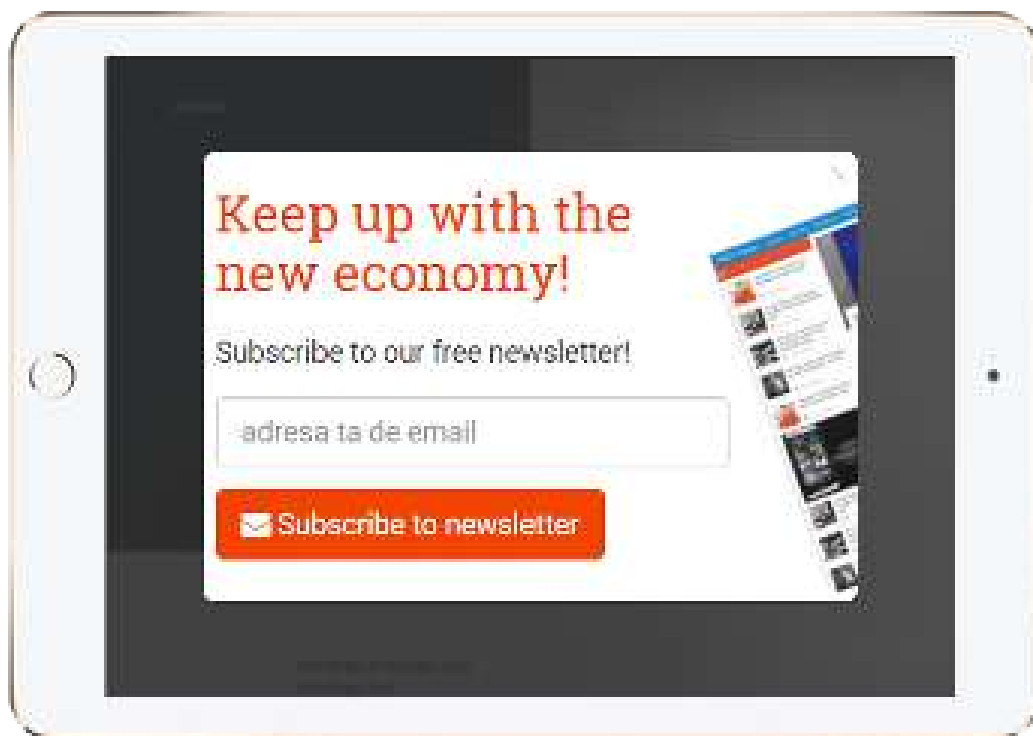 Keep up with the
new economy!
Subscribe to our free newsletter!
adresa ta de email
Subscribe to newsletter